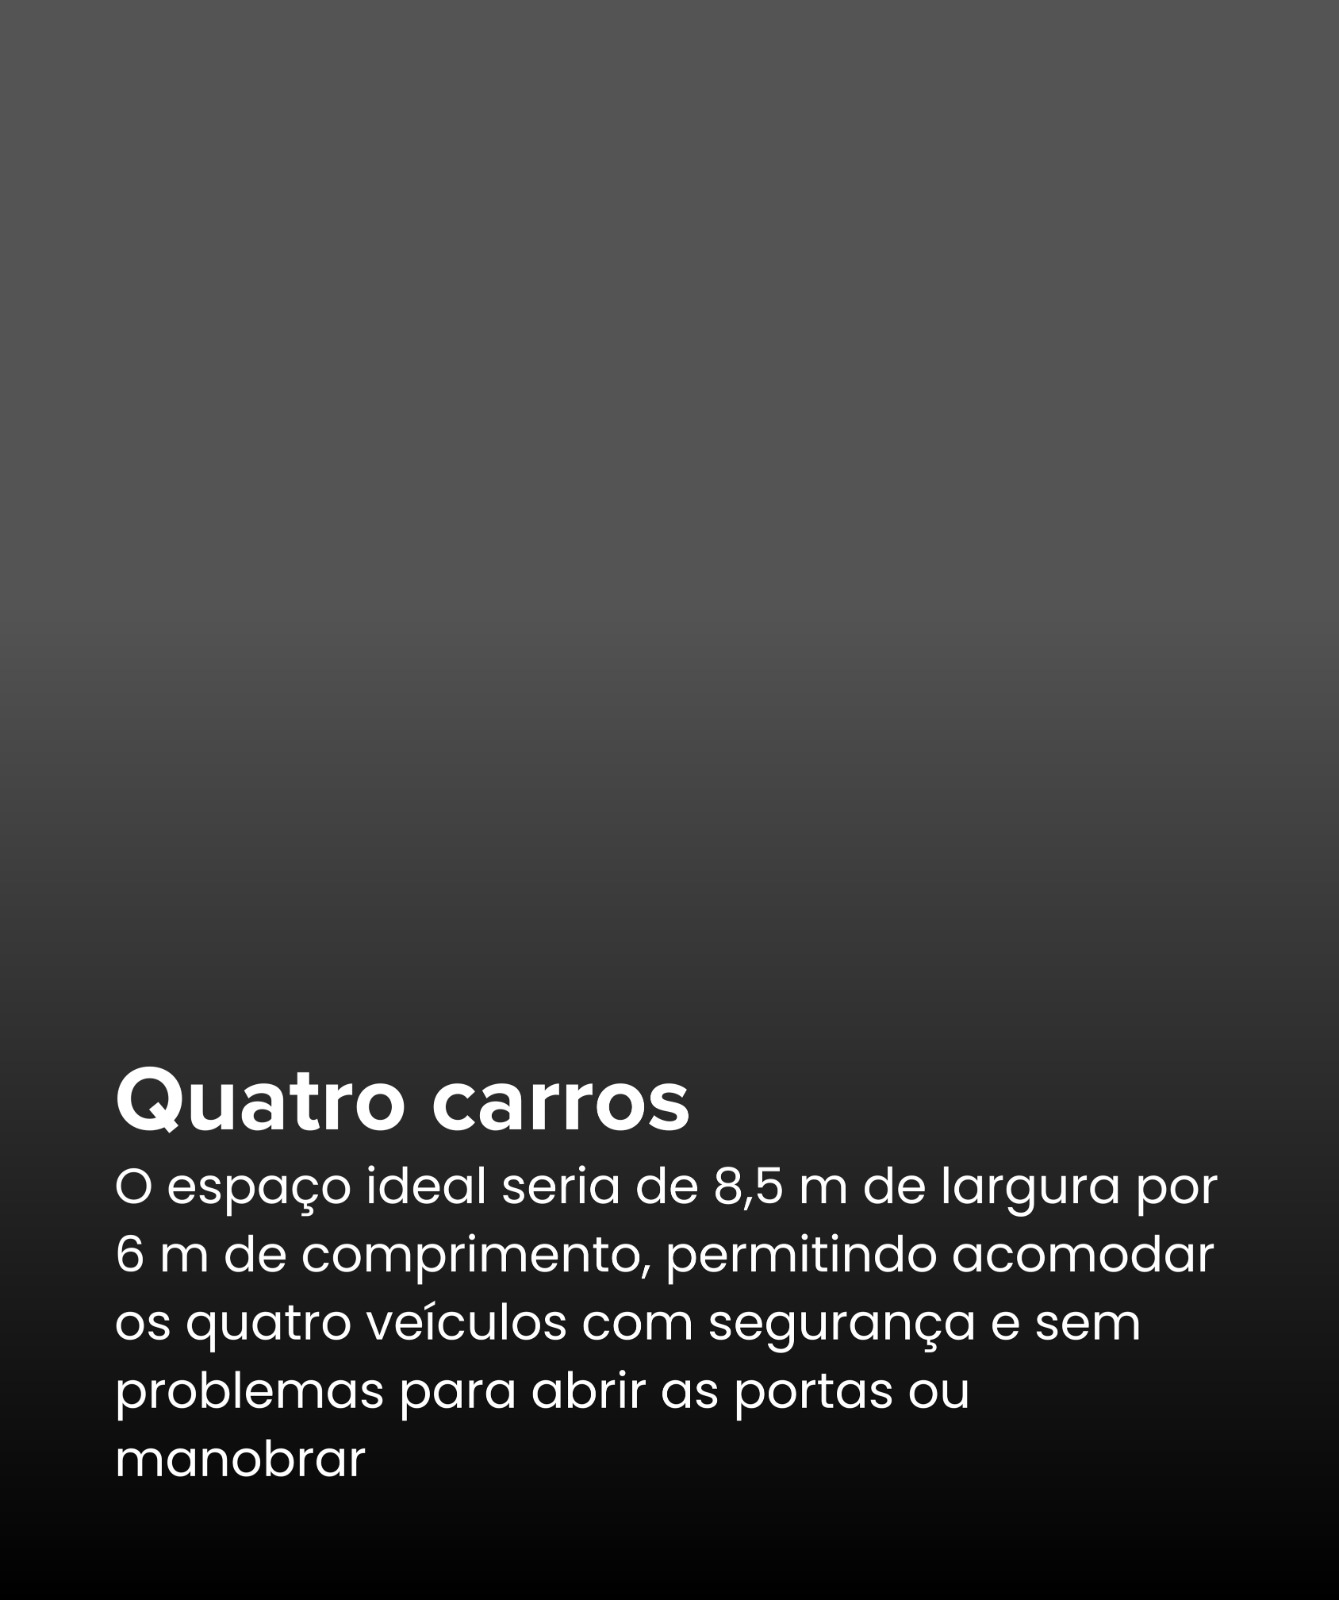 Quatro carros
O espaço ideal seria de 8,5 m de largura por
6 m de comprimento, permitindo acomodar
os quatro veículos com segurança e sem
problemas para abrir as portas ou
manobrar